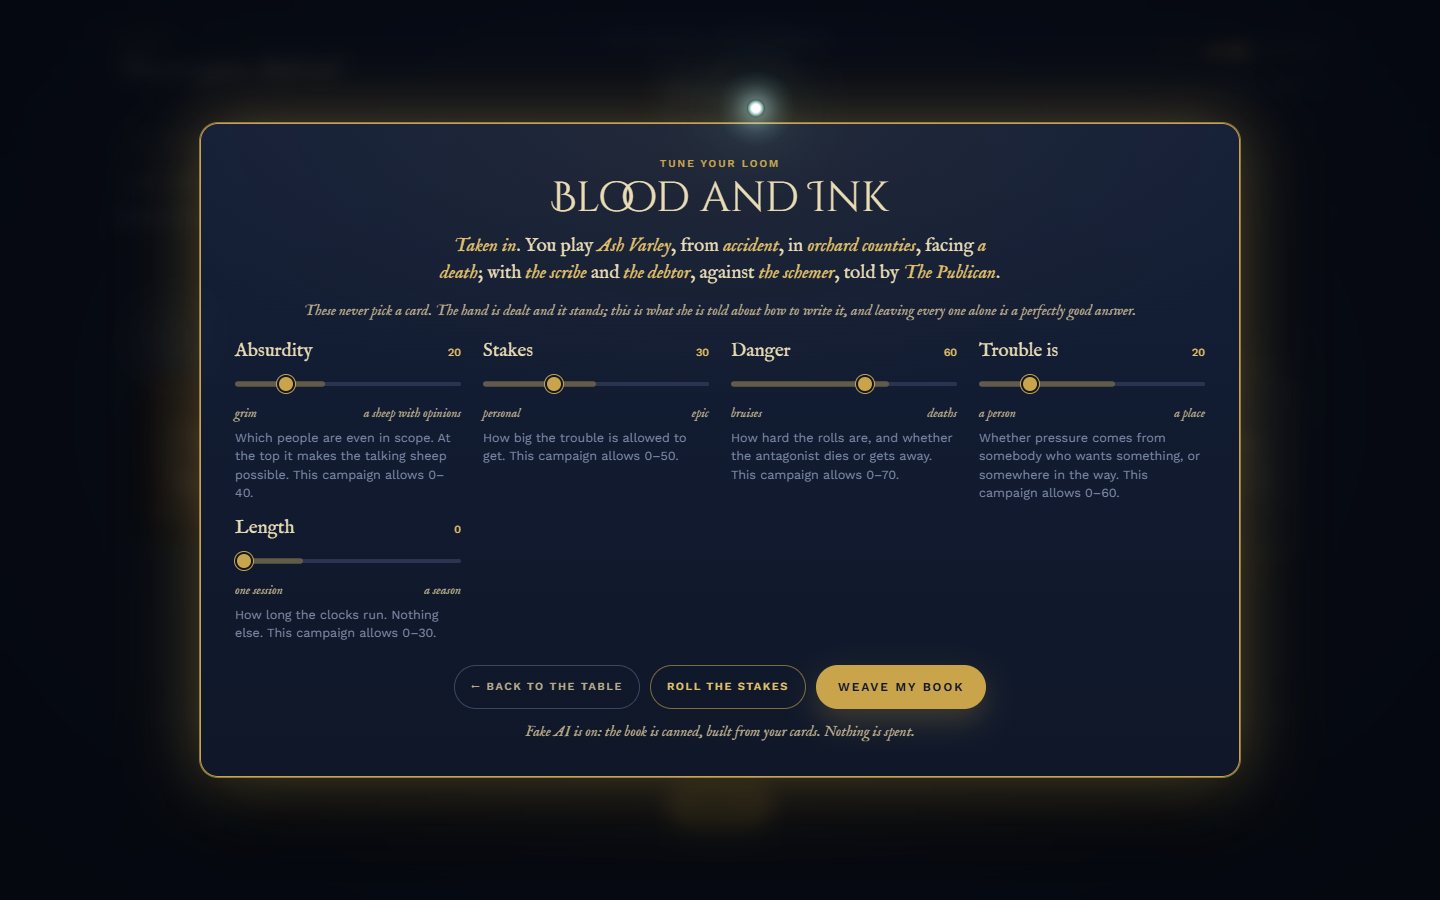 TUNE YOUR LOOM
BLOOD AND INK
Taken in. You play Ash Varley, from accident, in orchard counties, facing a
death; with the scribe and the debtor, against the schemer, told by The Publican.
These never pick a card. The hand is dealt and it stands; this is what she is told about how to write it, and leaving every one alone is a perfectly good answer.
Absurdity 20
grim a sheep with opinions
Which people are even in scope. At
the top it makes the talking sheep
possible. This campaign allows 0–
40.
Stakes 30
personal epic
How big the trouble is allowed to
get. This campaign allows 0–50.
Danger 60
bruises deaths
How hard the rolls are, and whether
the antagonist dies or gets away.
This campaign allows 0–70.
Trouble is 20
a person a place
Whether pressure comes from
somebody who wants something, or
somewhere in the way. This
campaign allows 0–60.
Length 0
one session a season
How long the clocks run. Nothing
else. This campaign allows 0–30.
← BACK TO THE TABLE
ROLL THE STAKES
WEAVE MY BOOK
Fake AI is on: the book is canned, built from your cards. Nothing is spent.